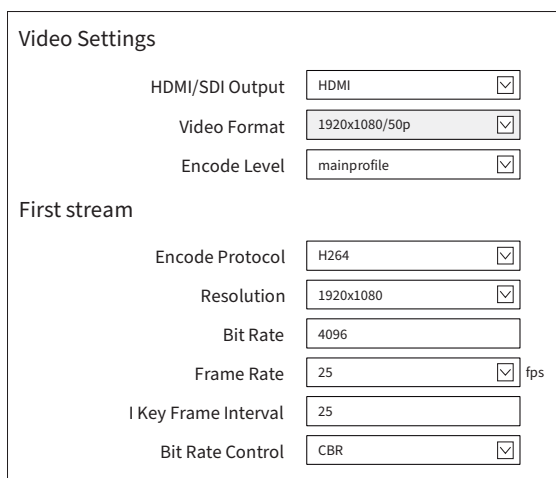 Video Settings
HDMI/SDI Output HDMI
Video Format 1920x1080/50p
Encode Level mainprofile
First stream
Encode Protocol H264
Resolution 1920x1080
Bit Rate 4096
Frame Rate 25 fps
I Key Frame Interval 25
Bit Rate Control CBR